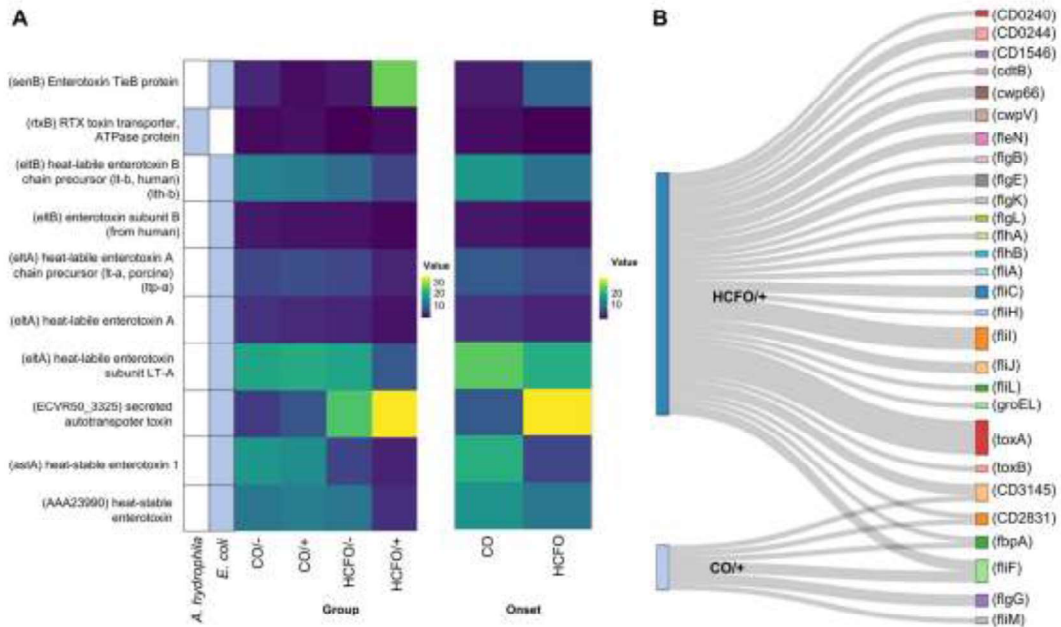 A
(senB) Enterotoxin TieB protein
(rtxB) RTX toxin transporter,
ATPase protein
(eltB) heat-labile enterotoxin B
chain precursor (lt-b, human)
(lth-b)
(eltB) enterotoxin subunit B
(from human)
(eltA) heat-labile enterotoxin A
chain precursor (lt-a, porcine)
(ltp-a)
(eltA) heat-labile enterotoxin A
(eltA) heat-labile enterotoxin
subunit LT-A
(ECVR50_3325) secreted
autotranspoter toxin
(astA) heat-stable enterotoxin 1
(AAA23990) heat-stable
enterotoxin
A. hydrophila
E. coli
CO/-
CO/+
HCFO/-
HCFO/+
Group
Value
30
20
10
CO
HCFO
Onset
Value
20
10
B
HCFO/+
CO/+
(CD0240)
(CD0244)
(CD1546)
(cdtB)
(cwp66)
(cwpV)
(fleN)
(flgB)
(flgE)
(flgK)
(flgL)
(flhA)
(flhB)
(fliA)
(fliC)
(fliH)
(fliI)
(fliJ)
(fliL)
(groEL)
(toxA)
(toxB)
(CD3145)
(CD2831)
(fbpA)
(fliF)
(flgG)
(fliM)